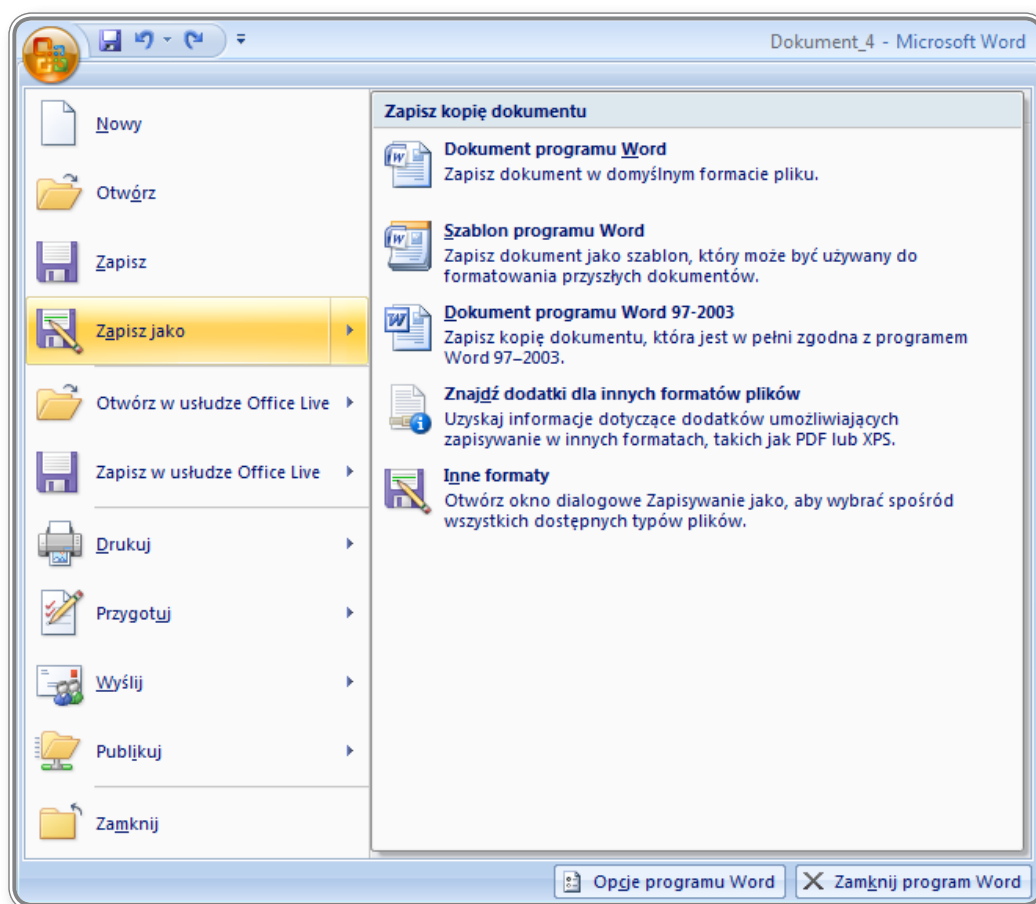 Dokument_4 - Microsoft Word
Nowy
Otwórz
Zapisz
Zapisz jako
Otwórz w usłudze Office Live
Zapisz w usłudze Office Live
Drukuj
Przygotuj
Wyślij
Publikuj
Zamknij
Zapisz kopię dokumentu
Dokument programu Word
Zapisz dokument w domyślnym formacie pliku.
Szablon programu Word
Zapisz dokument jako szablon, który może być używany do
formatowania przyszłych dokumentów.
Dokument programu Word 97-2003
Zapisz kopię dokumentu, która jest w pełni zgodna z programem
Word 97–2003.
Znajdź dodatki dla innych formatów plików
Uzyskaj informacje dotyczące dodatków umożliwiających
zapisywanie w innych formatach, takich jak PDF lub XPS.
Inne formaty
Otwórz okno dialogowe Zapisywanie jako, aby wybrać spośród
wszystkich dostępnych typów plików.
Opcje programu Word
Zamknij program Word